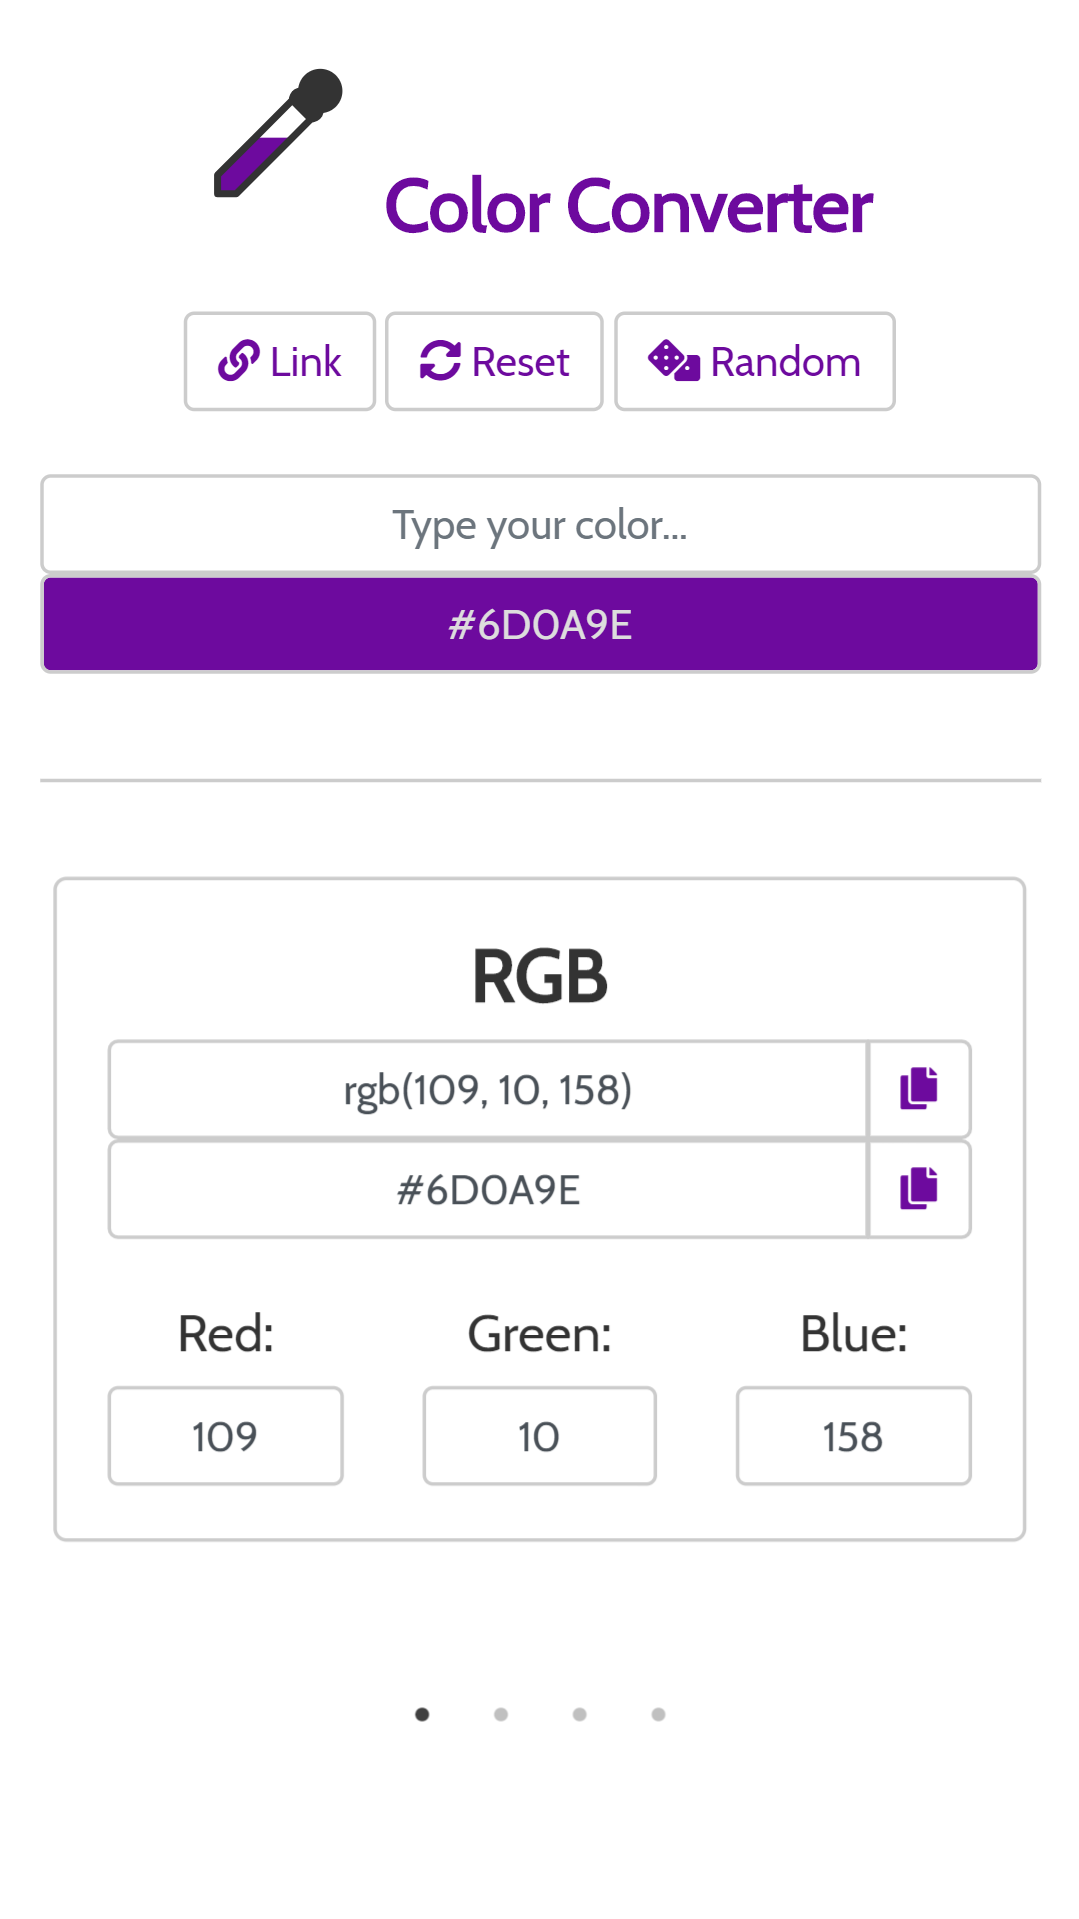 Color Converter
Link Reset Random
Type your color...
#6D0A9E
RGB
rgb(109, 10, 158)
#6D0A9E
Red: Green: Blue:
109 10 158